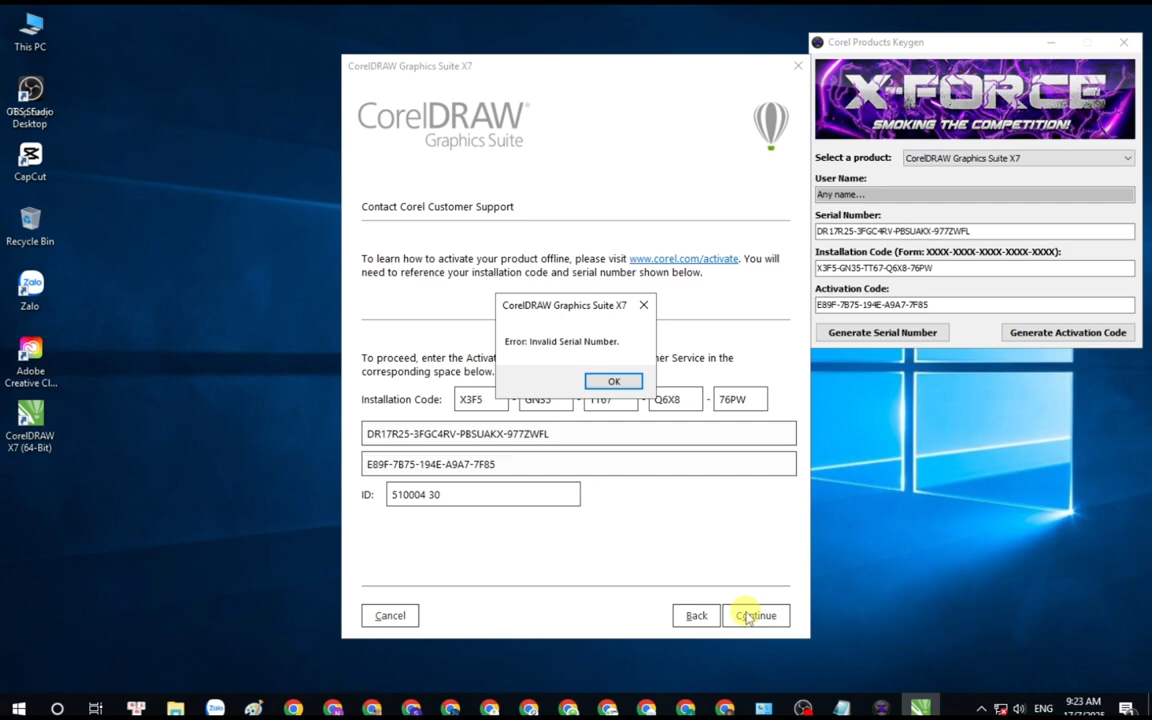 This PC
OBS Studio
Desktop
CapCut
Recycle Bin
Zalo
Zalo
Adobe
Creative Cl...
CorelDRAW
X7 (64-Bit)
CorelDRAW Graphics Suite X7
CorelDRAW®
Graphics Suite
Contact Corel Customer Support
To learn how to activate your product offline, please visit www.corel.com/activate. You will
need to reference your installation code and serial number shown below.
CorelDRAW Graphics Suite X7
Error: Invalid Serial Number.
OK
To proceed, enter the Activat er Service in the
corresponding space below.
Installation Code: X3F5 - GN35 - TT67 - Q6X8 - 76PW
DR17R25-3FGC4RV-PBSUAKX-977ZWFL
E89F-7B75-194E-A9A7-7F85
ID: 510004 30
Cancel
Back
Continue
Corel Products Keygen
X-FORCE
SMOKING THE COMPETITION!
Select a product: CorelDRAW Graphics Suite X7
User Name:
Any name...
Serial Number:
DR17R25-3FGC4RV-PBSUAKX-977ZWFL
Installation Code (Form: XXXX-XXXX-XXXX-XXXX-XXXX):
X3F5-GN35-TT67-Q6X8-76PW
Activation Code:
E89F-7B75-194E-A9A7-7F85
Generate Serial Number
Generate Activation Code
Zalo
ENG
9:23 AM